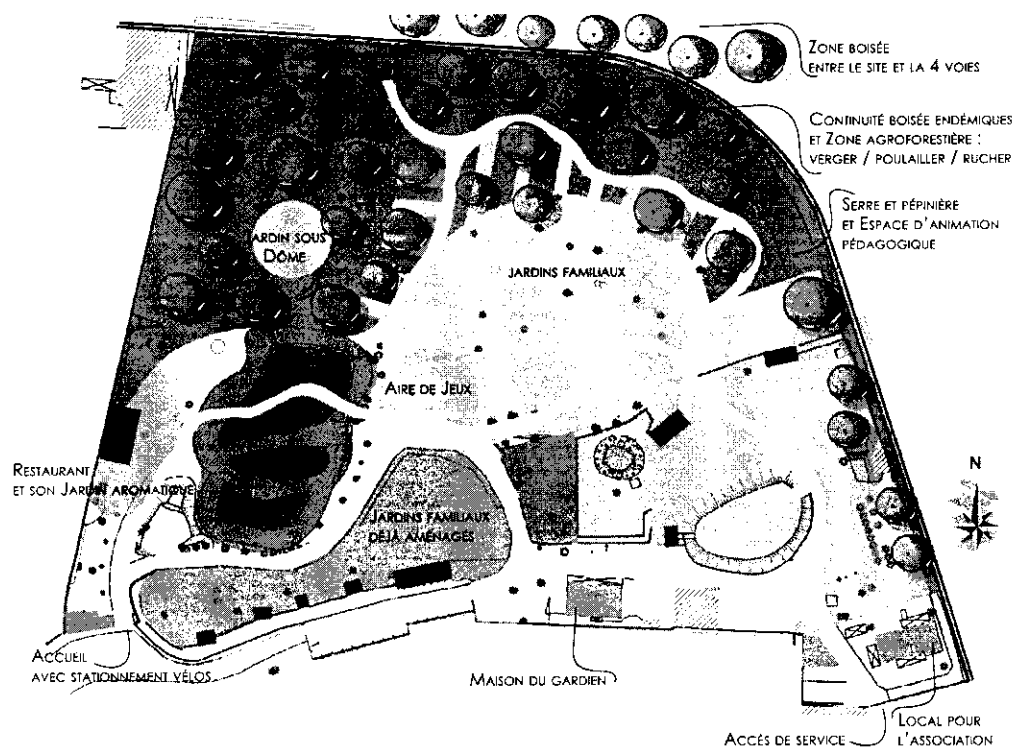 ZONE BOISÉE
ENTRE LE SITE ET LA 4 VOIES
CONTINUITÉ BOISÉE ENDÉMIQUES
ET ZONE AGROFORESTIÈRE :
VERGER / POULAILLER / RUCHER
SERRE ET PÉPINIÈRE
ET ESPACE D'ANIMATION
PÉDAGOGIQUE
ARDIN SOUS
DÔME
JARDINS FAMILIAUX
AIRE DE JEUX
RESTAURANT
ET SON JARDIN AROMATIQUE
JARDINS FAMILIAUX
DÉJÀ AMÉNAGÉS
N
ACCUEIL
AVEC STATIONNEMENT VÉLOS
MAISON DU GARDIEN
ACCÈS DE SERVICE
LOCAL POUR
L'ASSOCIATION